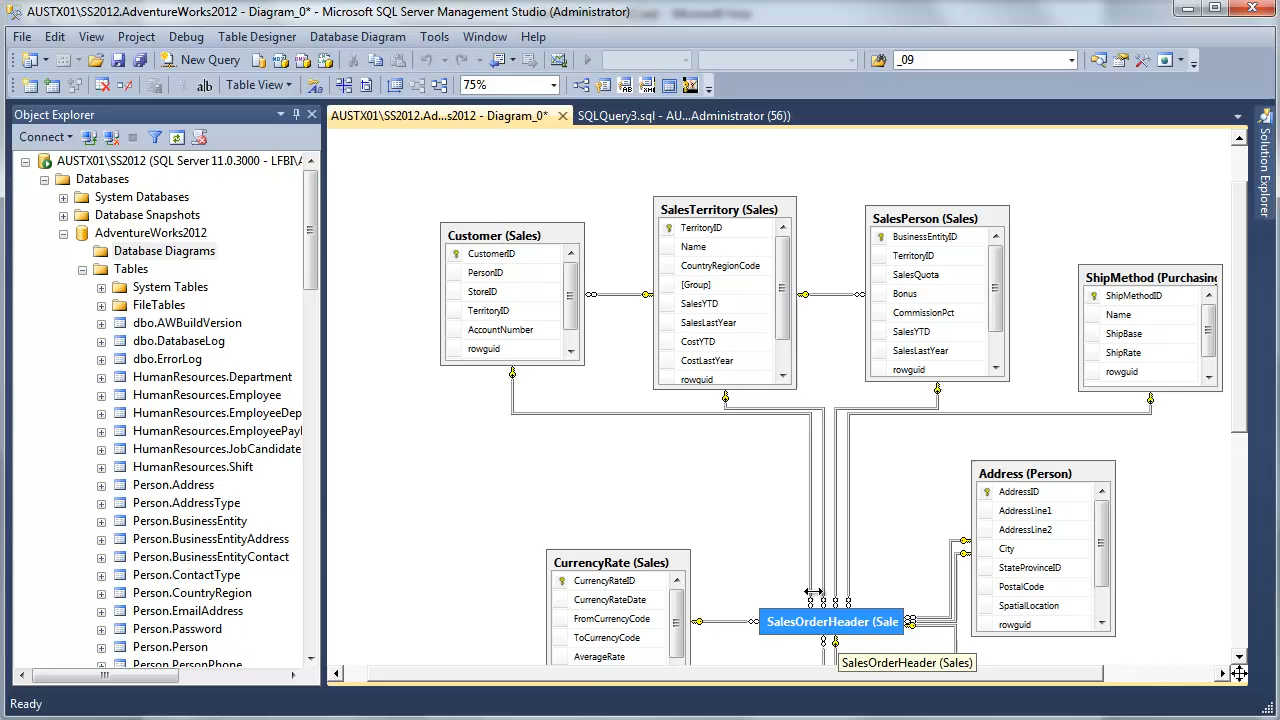 AUSTX01\SS2012.AdventureWorks2012 - Diagram_0* - Microsoft SQL Server Management Studio (Administrator)
File Edit View Project Debug Table Designer Database Diagram Tools Window Help
New Query
_09
Table View
75%
Object Explorer
AUSTX01\SS2012.Ad...s2012 - Diagram_0*
SQLQuery3.sql - AU...Administrator (56))
Connect
Solution Explorer
AUSTX01\SS2012 (SQL Server 11.0.3000 - LFBI\A
Databases
System Databases
Database Snapshots
AdventureWorks2012
Database Diagrams
Tables
System Tables
FileTables
dbo.AWBuildVersion
dbo.DatabaseLog
dbo.ErrorLog
HumanResources.Department
HumanResources.Employee
HumanResources.EmployeeDep
HumanResources.EmployeePay
HumanResources.JobCandidate
HumanResources.Shift
Person.Address
Person.AddressType
Person.BusinessEntity
Person.BusinessEntityAddress
Person.BusinessEntityContact
Person.ContactType
Person.CountryRegion
Person.EmailAddress
Person.Password
Person.Person
Person.PersonPhone
Customer (Sales)
CustomerID
PersonID
StoreID
TerritoryID
AccountNumber
rowguid
SalesTerritory (Sales)
TerritoryID
Name
CountryRegionCode
[Group]
SalesYTD
SalesLastYear
CostYTD
CostLastYear
rowguid
SalesPerson (Sales)
BusinessEntityID
TerritoryID
SalesQuota
Bonus
CommissionPct
SalesYTD
SalesLastYear
rowguid
ShipMethod (Purchasing
ShipMethodID
Name
ShipBase
ShipRate
rowguid
Address (Person)
AddressID
AddressLine1
AddressLine2
City
StateProvinceID
PostalCode
SpatialLocation
rowguid
CurrencyRate (Sales)
CurrencyRateID
CurrencyRateDate
FromCurrencyCode
ToCurrencyCode
AverageRate
SalesOrderHeader (Sale
SalesOrderHeader (Sales)
Ready